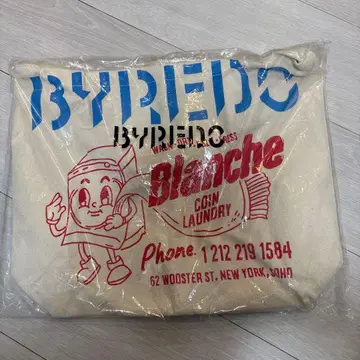 BYREDO
BYREDO
Blanche
COIN
LAUNDRY
Phone. 1 212 219 1584
62 WOOSTER ST. NEW YORK, SOHO